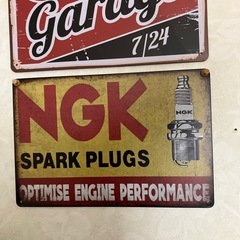 Garage
7/24
NGK
NGK
SPARK PLUGS
OPTIMISE ENGINE PERFORMANCE